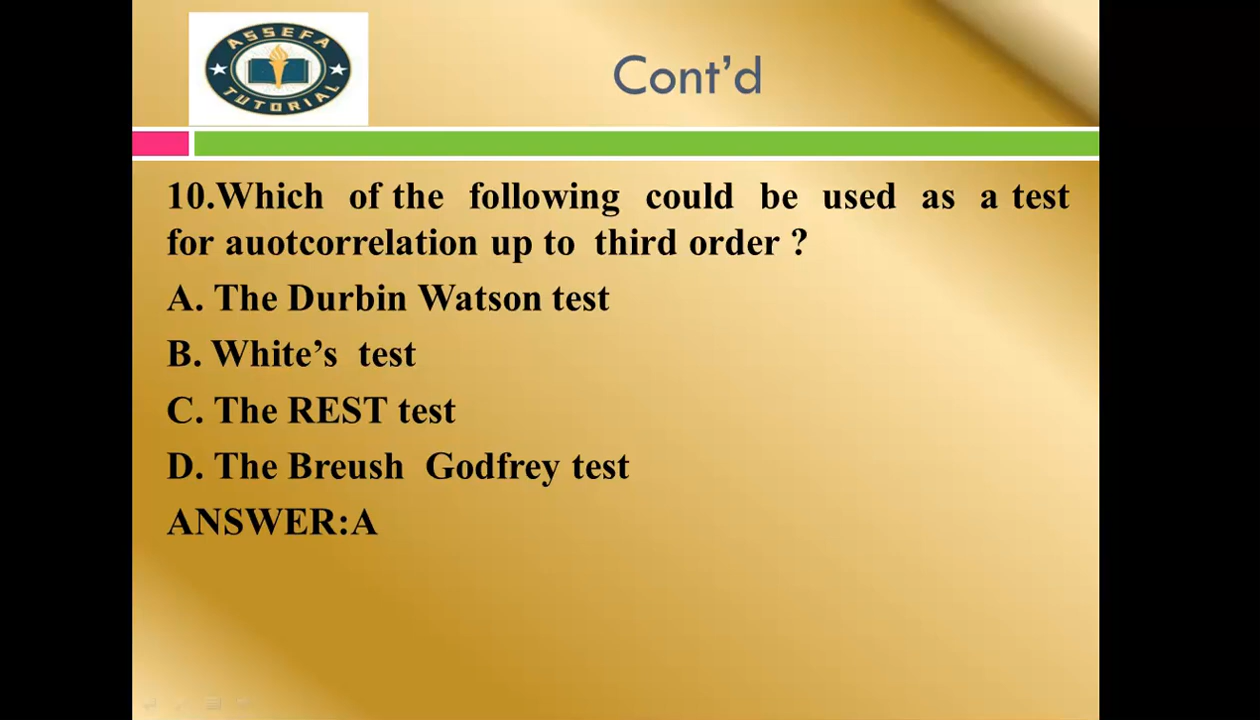 ASSEFA
TUTORIAL
Cont’d
10.Which of the following could be used as a test
for auotcorrelation up to third order ?
A. The Durbin Watson test
B. White’s test
C. The REST test
D. The Breush Godfrey test
ANSWER:A